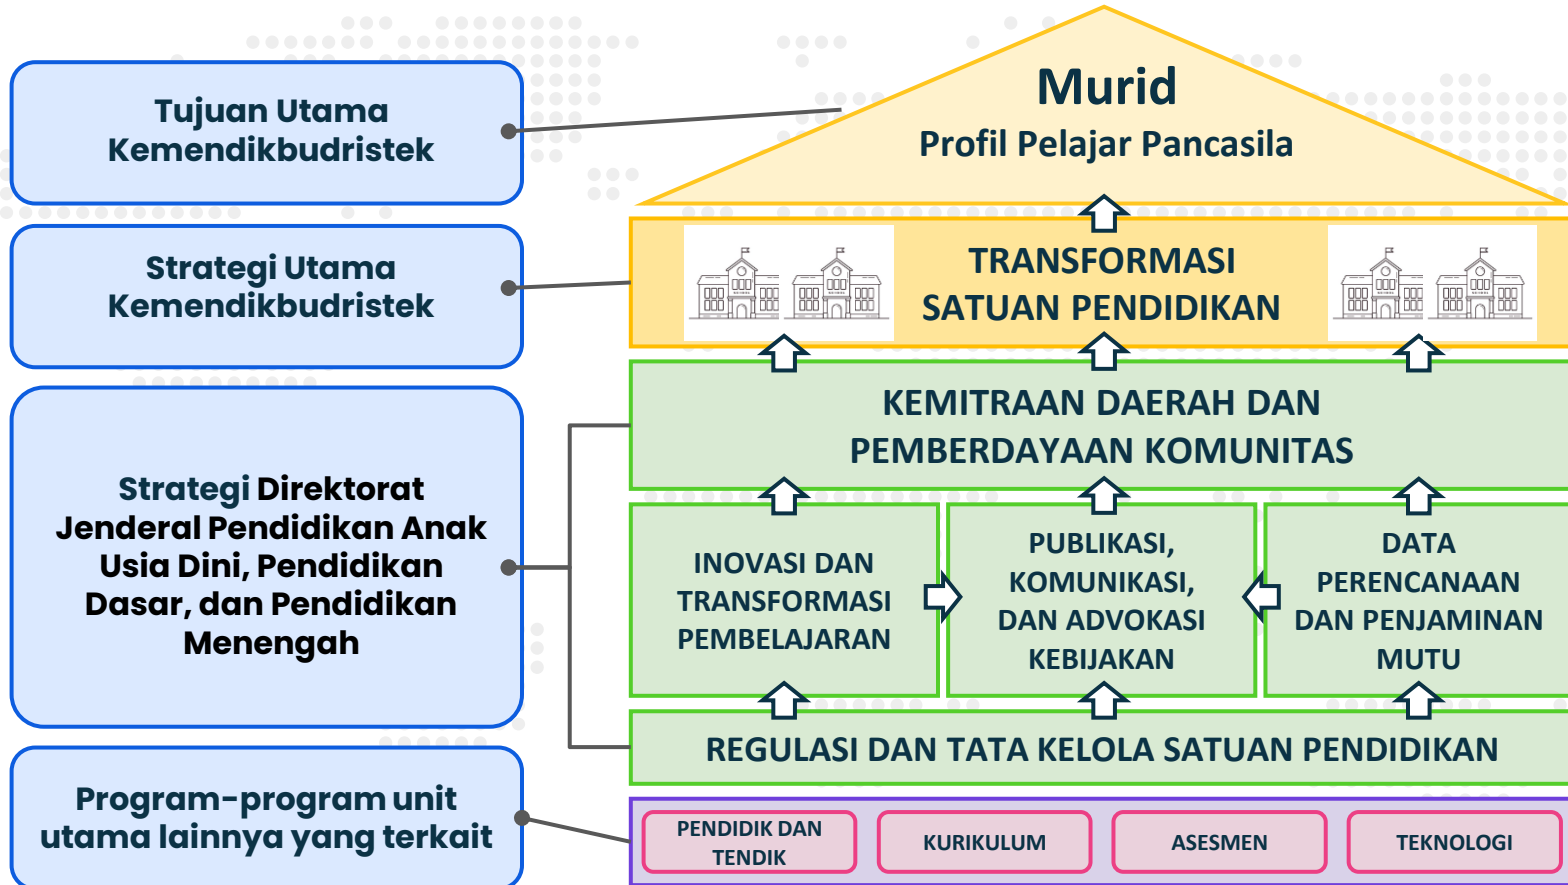 Tujuan Utama
Kemendikbudristek
Murid
Profil Pelajar Pancasila
Strategi Utama
Kemendikbudristek
TRANSFORMASI
SATUAN PENDIDIKAN
Strategi Direktorat
Jenderal Pendidikan Anak
Usia Dini, Pendidikan
Dasar, dan Pendidikan
Menengah
KEMITRAAN DAERAH DAN
PEMBERDAYAAN KOMUNITAS
INOVASI DAN
TRANSFORMASI
PEMBELAJARAN
PUBLIKASI,
KOMUNIKASI,
DAN ADVOKASI
KEBIJAKAN
DATA
PERENCANAAN
DAN PENJAMINAN
MUTU
REGULASI DAN TATA KELOLA SATUAN PENDIDIKAN
Program-program unit
utama lainnya yang terkait
PENDIDIK DAN
TENDIK
KURIKULUM
ASESMEN
TEKNOLOGI